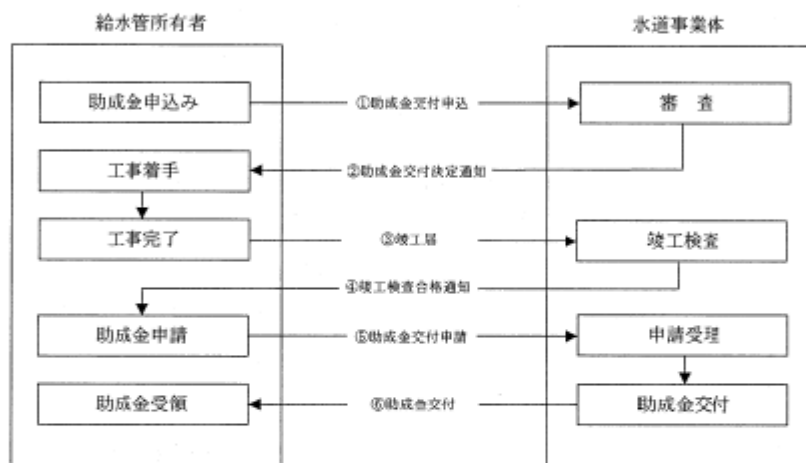 給水管所有者
水道事業体
助成金申込み
①助成金交付申込
審 査
工事着手
②助成金交付決定通知
工事完了
③竣工届
竣工検査
④竣工検査合格通知
助成金申請
⑤助成金交付申請
申請受理
助成金受領
⑥助成金交付
助成金交付